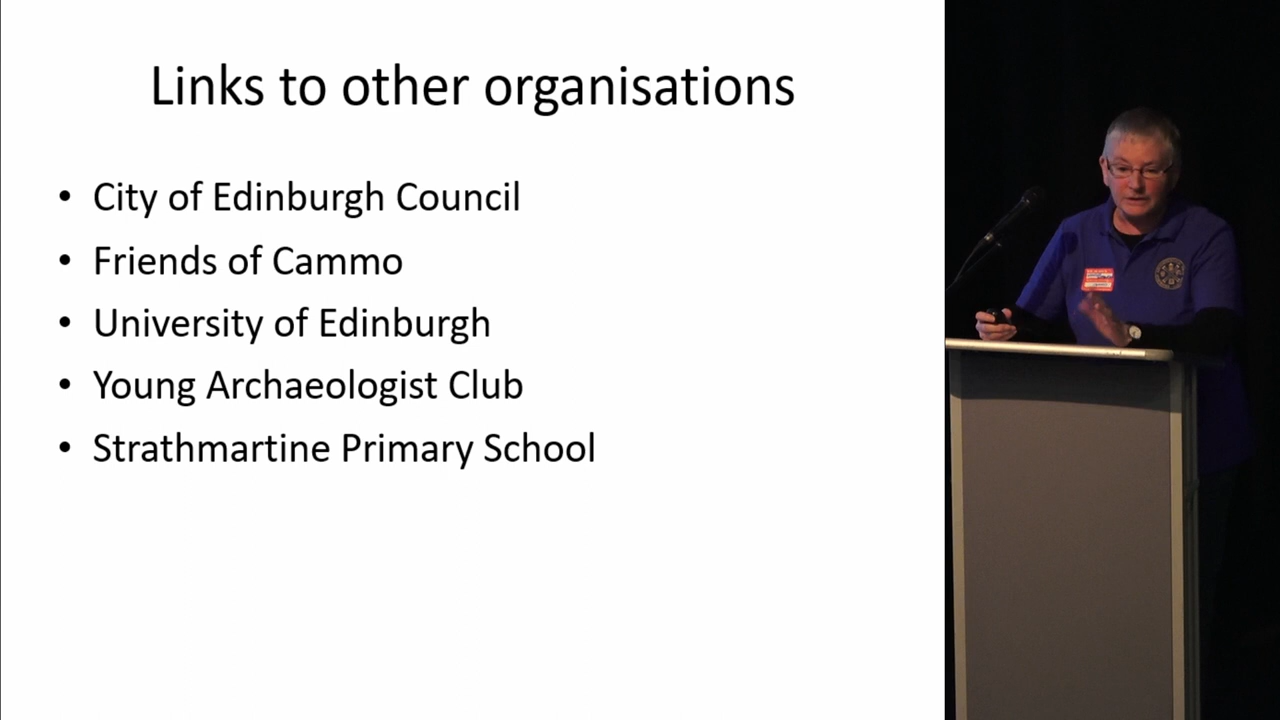 Links to other organisations
• City of Edinburgh Council
• Friends of Cammo
• University of Edinburgh
• Young Archaeologist Club
• Strathmartine Primary School